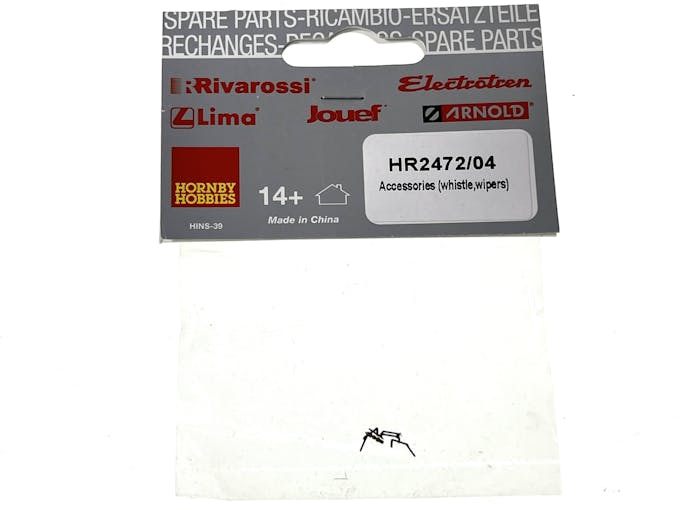 SPARE PARTS-RICAMBIO-ERSATZTEILE
RECHANGES- -SPARE PARTS
Rivarossi®
Electrotren
Lima®
Jouef®
ARNOLD®
HR2472/04
Accessories (whistle,wipers)
HORNBY
HOBBIES
14+
Made in China
HINS-39